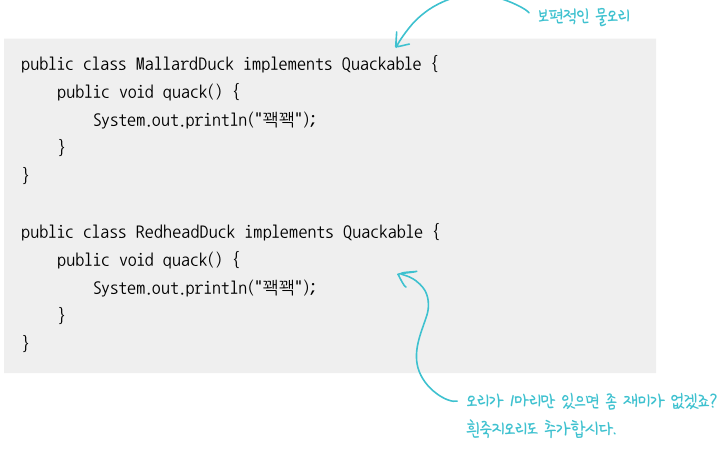 보편적인 물오리
public class MallardDuck implements Quackable {
    public void quack() {
        System.out.println("꽥꽥");
    }
}
public class RedheadDuck implements Quackable {
    public void quack() {
        System.out.println("꽥꽥");
    }
}
오리가 1마리만 있으면 좀 재미가 없겠죠?
흰죽지오리도 추가합시다.